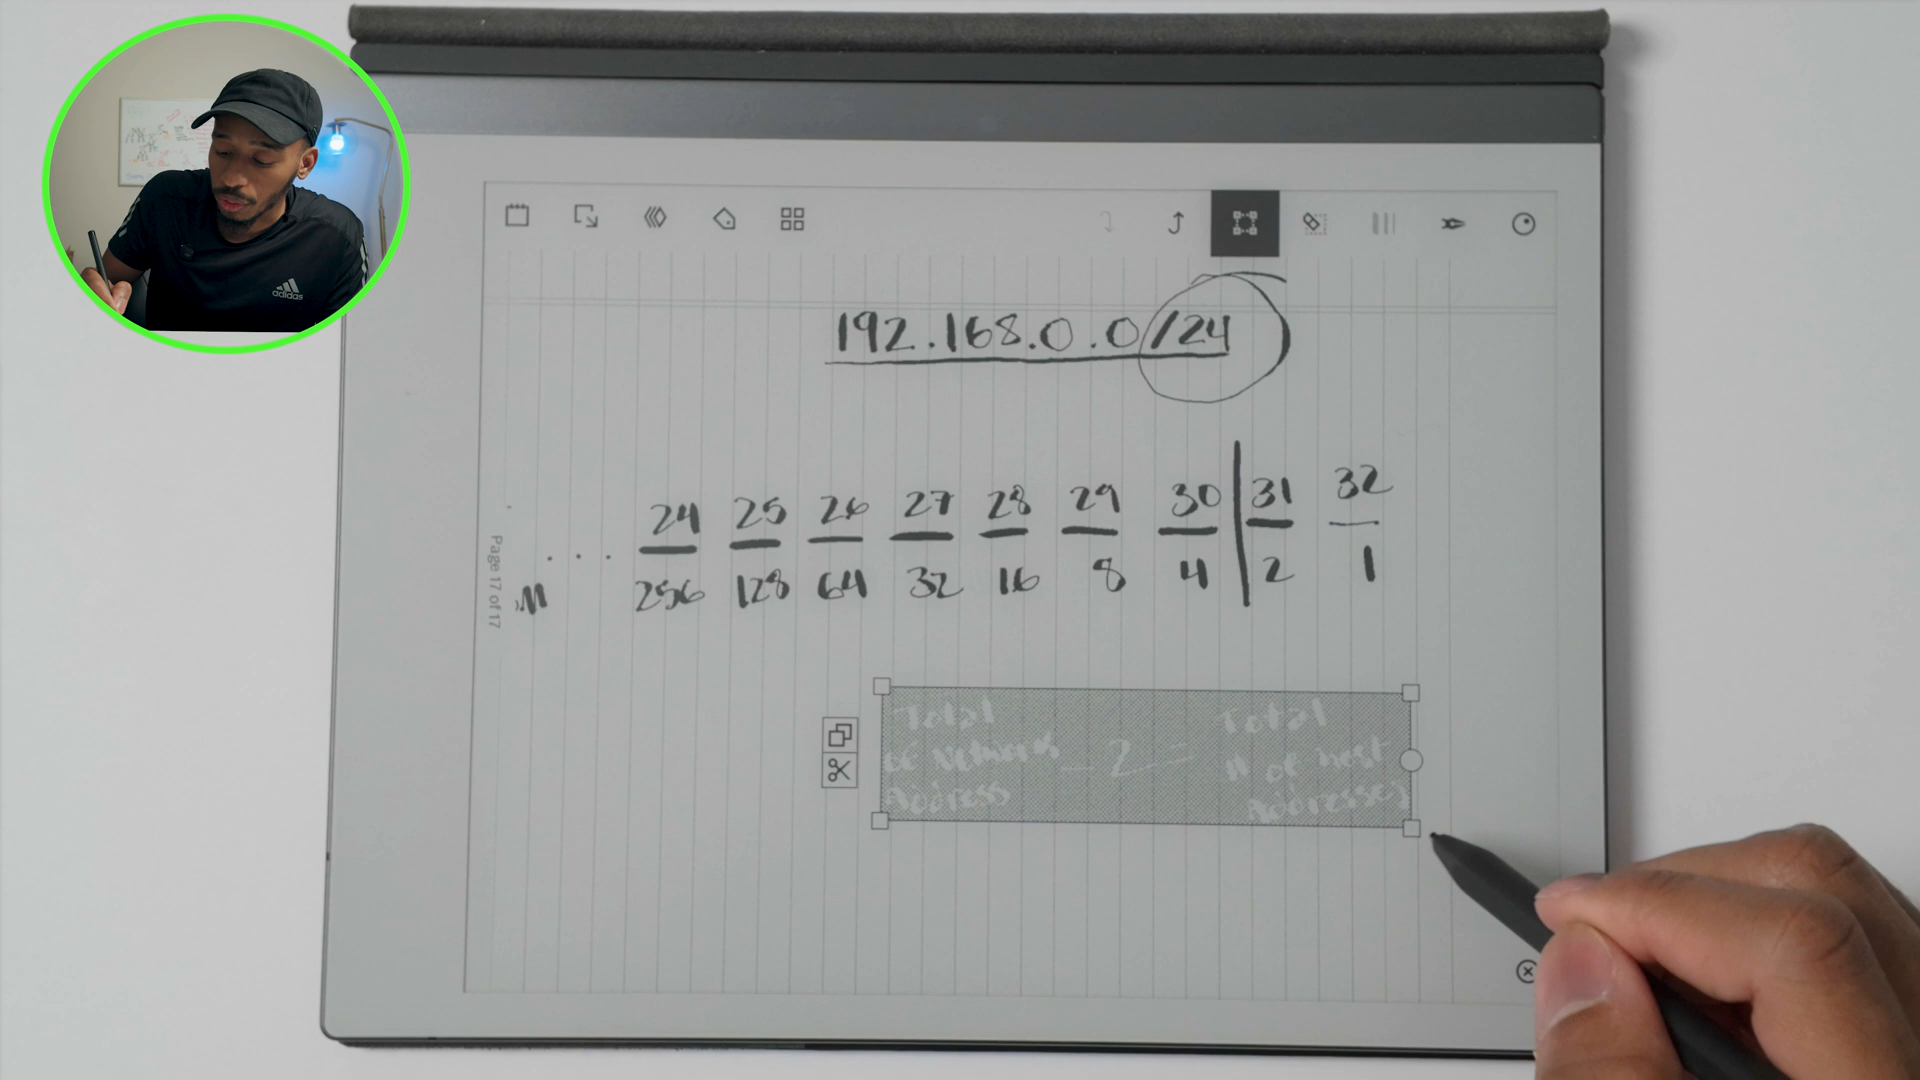 adidas
192.168.0.0/24
24 25 26 27 28 29 30 31 32
256 128 64 32 16 8 4 2 1
Page 17 of 17
Total Total
of Network - 2 = # of host
Address Addresses